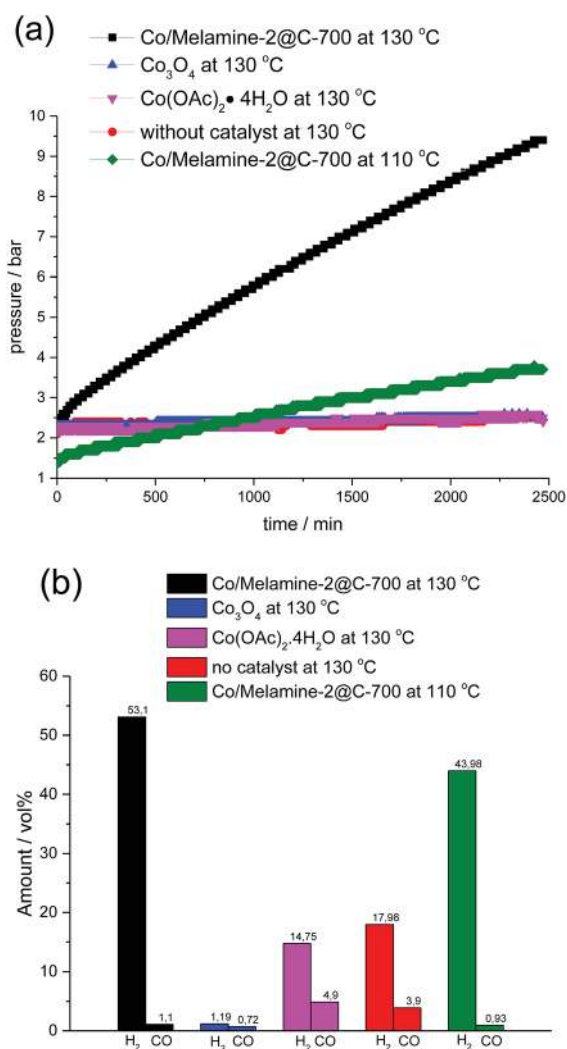 (a)
Co/Melamine-2@C-700 at 130 °C
Co₃O₄ at 130 °C
Co(OAc)₂• 4H₂O at 130 °C
without catalyst at 130 °C
Co/Melamine-2@C-700 at 110 °C
10
9
8
7
6
5
4
3
2
1
pressure / bar
0 500 1000 1500 2000 2500
time / min
(b)
Co/Melamine-2@C-700 at 130 °C
Co₃O₄ at 130 °C
Co(OAc)₂.4H₂O at 130 °C
no catalyst at 130 °C
Co/Melamine-2@C-700 at 110 °C
60
50
40
30
20
10
0
Amount / vol%
53,1
1,1
1,19
0,72
14,75
4,9
17,98
3,9
43,98
0,93
H₂ CO H₂ CO H₂ CO H₂ CO H₂ CO